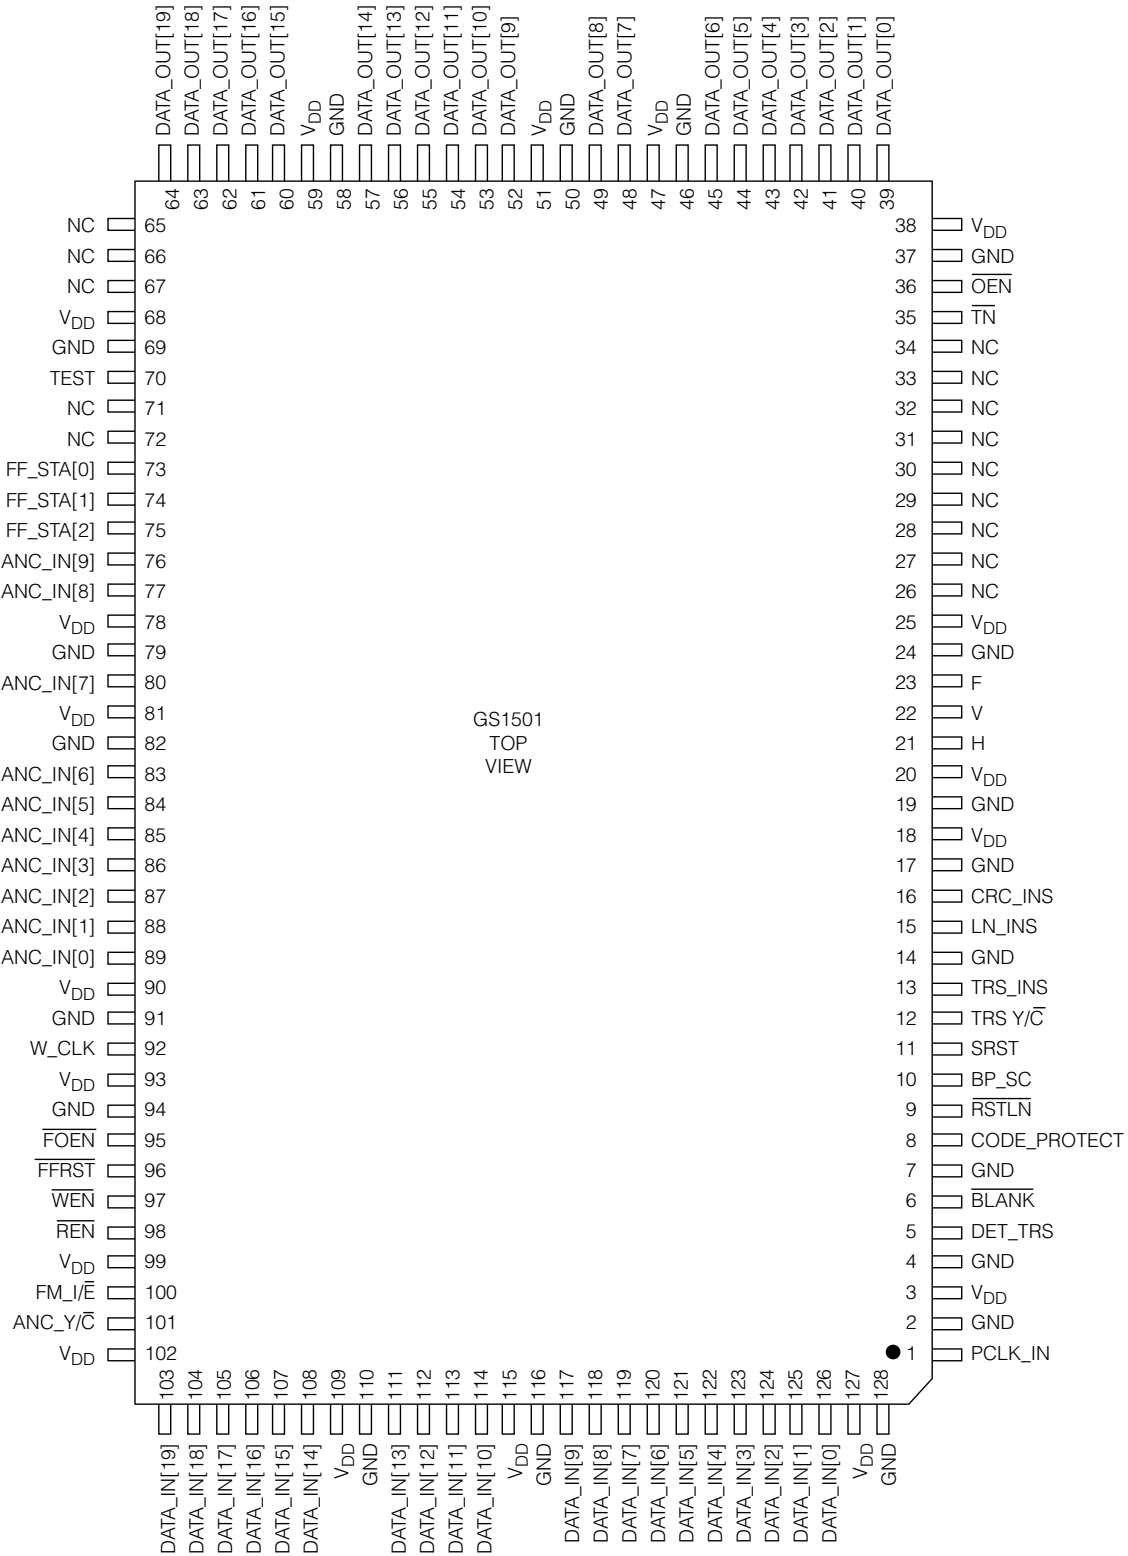 DATA_OUT[19]
DATA_OUT[18]
DATA_OUT[17]
DATA_OUT[16]
DATA_OUT[15]
VDD
GND
DATA_OUT[14]
DATA_OUT[13]
DATA_OUT[12]
DATA_OUT[11]
DATA_OUT[10]
DATA_OUT[9]
VDD
GND
DATA_OUT[8]
DATA_OUT[7]
VDD
GND
DATA_OUT[6]
DATA_OUT[5]
DATA_OUT[4]
DATA_OUT[3]
DATA_OUT[2]
DATA_OUT[1]
DATA_OUT[0]
64
63
62
61
60
59
58
57
56
55
54
53
52
51
50
49
48
47
46
45
44
43
42
41
40
39
NC 65
NC 66
NC 67
VDD 68
GND 69
TEST 70
NC 71
NC 72
FF_STA[0] 73
FF_STA[1] 74
FF_STA[2] 75
ANC_IN[9] 76
ANC_IN[8] 77
VDD 78
GND 79
ANC_IN[7] 80
VDD 81
GND 82
ANC_IN[6] 83
ANC_IN[5] 84
ANC_IN[4] 85
ANC_IN[3] 86
ANC_IN[2] 87
ANC_IN[1] 88
ANC_IN[0] 89
VDD 90
GND 91
W_CLK 92
VDD 93
GND 94
F̅O̅E̅N̅ 95
F̅F̅R̅S̅T̅ 96
W̅E̅N̅ 97
R̅E̅N̅ 98
VDD 99
FM_I/E̅ 100
ANC_Y/C̅ 101
VDD 102
GS1501
TOP
VIEW
38 VDD
37 GND
36 O̅E̅N̅
35 T̅N̅
34 NC
33 NC
32 NC
31 NC
30 NC
29 NC
28 NC
27 NC
26 NC
25 VDD
24 GND
23 F
22 V
21 H
20 VDD
19 GND
18 VDD
17 GND
16 CRC_INS
15 LN_INS
14 GND
13 TRS_INS
12 TRS Y/C̅
11 SRST
10 BP_SC
9 R̅S̅T̅L̅N̅
8 CODE_PROTECT
7 GND
6 B̅L̅A̅N̅K̅
5 DET_TRS
4 GND
3 VDD
2 GND
1 PCLK_IN
103
104
105
106
107
108
109
110
111
112
113
114
115
116
117
118
119
120
121
122
123
124
125
126
127
128
DATA_IN[19]
DATA_IN[18]
DATA_IN[17]
DATA_IN[16]
DATA_IN[15]
DATA_IN[14]
VDD
GND
DATA_IN[13]
DATA_IN[12]
DATA_IN[11]
DATA_IN[10]
VDD
GND
DATA_IN[9]
DATA_IN[8]
DATA_IN[7]
DATA_IN[6]
DATA_IN[5]
DATA_IN[4]
DATA_IN[3]
DATA_IN[2]
DATA_IN[1]
DATA_IN[0]
VDD
GND